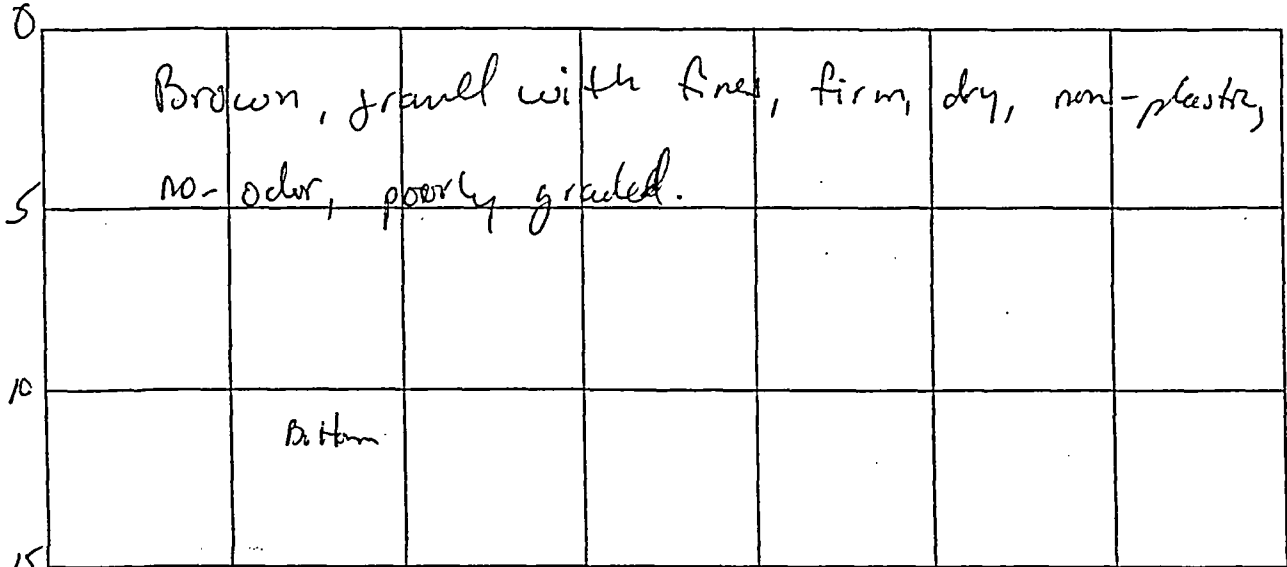 0
Brown, gravel with fines, firm, dry, non-plastic,
no-odor, poorly graded.
5
10
Bottom
15